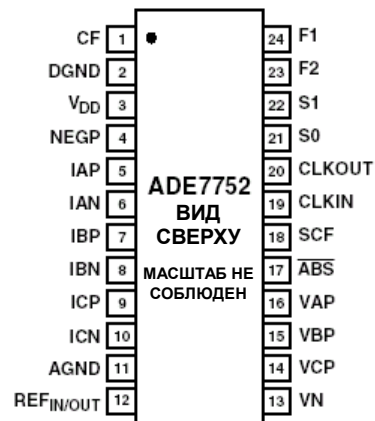 CF 1 24 F1
DGND 2 23 F2
VDD 3 22 S1
NEGP 4 21 S0
IAP 5 20 CLKOUT
IAN 6 19 CLKIN
IBP 7 18 SCF
IBN 8 17 ABS
ICP 9 16 VAP
ICN 10 15 VBP
AGND 11 14 VCP
REFIN/OUT 12 13 VN
ADE7752
ВИД
СВЕРХУ
МАСШТАБ НЕ
СОБЛЮДЕН